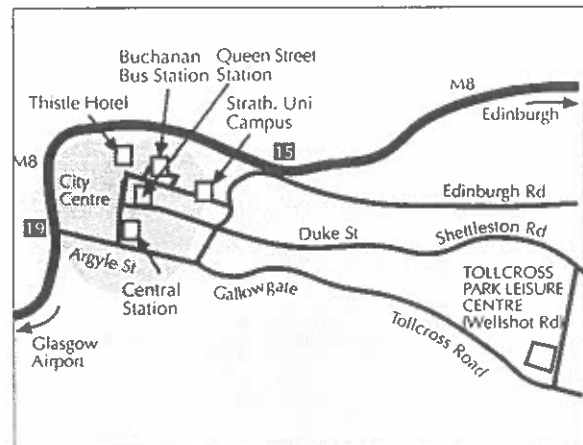 Buchanan
Bus Station
Queen Street
Station
Thistle Hotel
Strath. Uni
Campus
M8
Edinburgh
15
M8
City
Centre
Edinburgh Rd
19
Duke St
Shettleston Rd
Argyle St
Central
Station
Gallowgate
TOLLCROSS
PARK LEISURE
CENTRE
(Wellshot Rd)
Tollcross Road
Glasgow
Airport